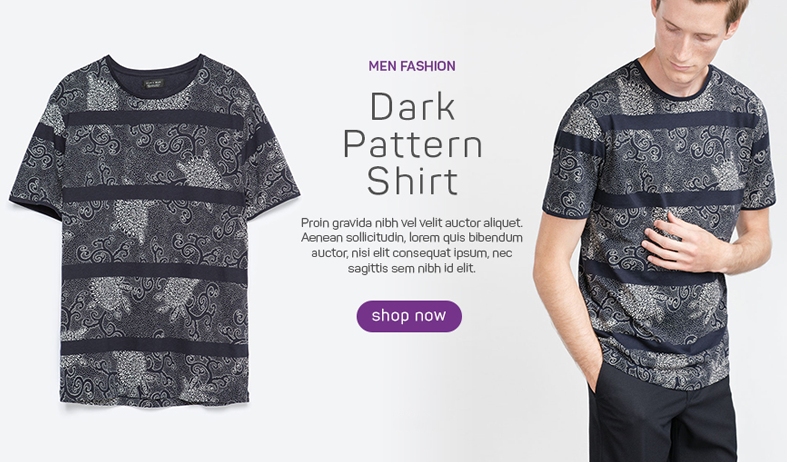 MEN FASHION
Dark
Pattern
Shirt
Proin gravida nibh vel velit auctor aliquet.
Aenean sollicitudin, lorem quis bibendum
auctor, nisi elit consequat ipsum, nec
sagittis sem nibh id elit.
shop now